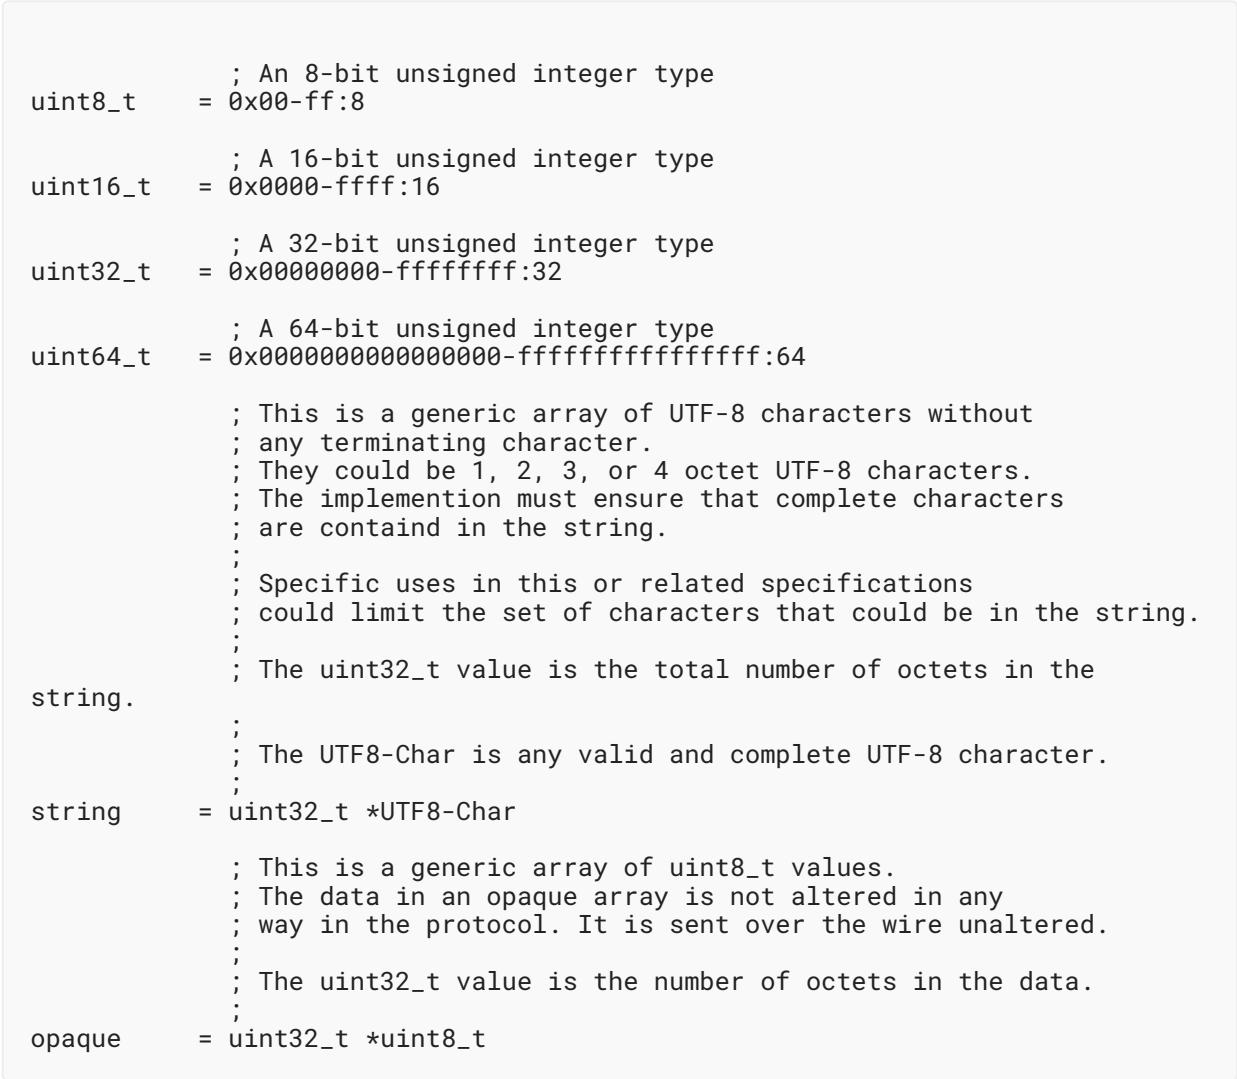 ; An 8-bit unsigned integer type
uint8_t = 0x00-ff:8
; A 16-bit unsigned integer type
uint16_t = 0x0000-ffff:16
; A 32-bit unsigned integer type
uint32_t = 0x00000000-ffffffff:32
; A 64-bit unsigned integer type
uint64_t = 0x0000000000000000-ffffffffffffffff:64
; This is a generic array of UTF-8 characters without
; any terminating character.
; They could be 1, 2, 3, or 4 octet UTF-8 characters.
; The implemention must ensure that complete characters
; are containd in the string.
;
; Specific uses in this or related specifications
; could limit the set of characters that could be in the string.
;
; The uint32_t value is the total number of octets in the
string.
;
; The UTF8-Char is any valid and complete UTF-8 character.
;
string = uint32_t *UTF8-Char
; This is a generic array of uint8_t values.
; The data in an opaque array is not altered in any
; way in the protocol. It is sent over the wire unaltered.
;
; The uint32_t value is the number of octets in the data.
;
opaque = uint32_t *uint8_t